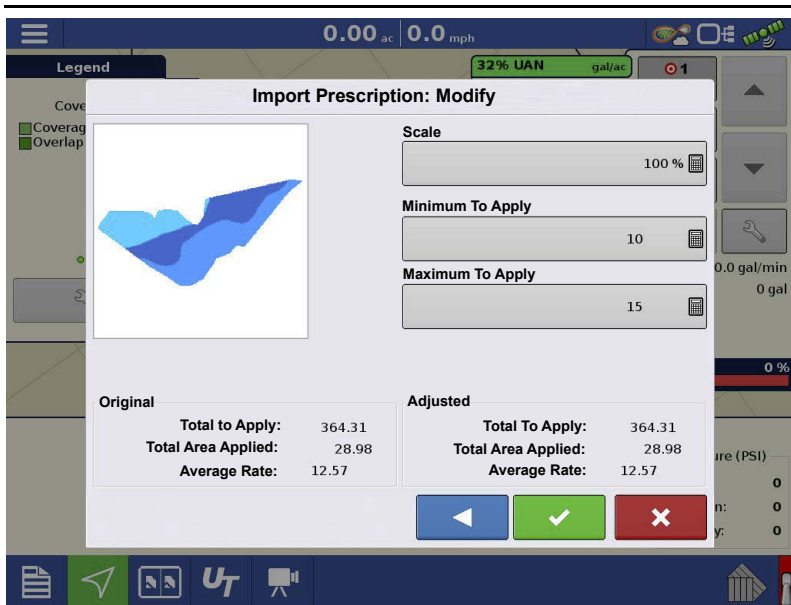 0.00 ac 0.0 mph
Legend
32% UAN gal/ac
1
Cove
Coverag
Overlap
Import Prescription: Modify
Scale
100 %
Minimum To Apply
10
Maximum To Apply
15
0.0 gal/min
0 gal
0 %
Original
Total to Apply: 364.31
Total Area Applied: 28.98
Average Rate: 12.57
Adjusted
Total To Apply: 364.31
Total Area Applied: 28.98
Average Rate: 12.57
ure (PSI)
0
n: 0
y: 0
UT